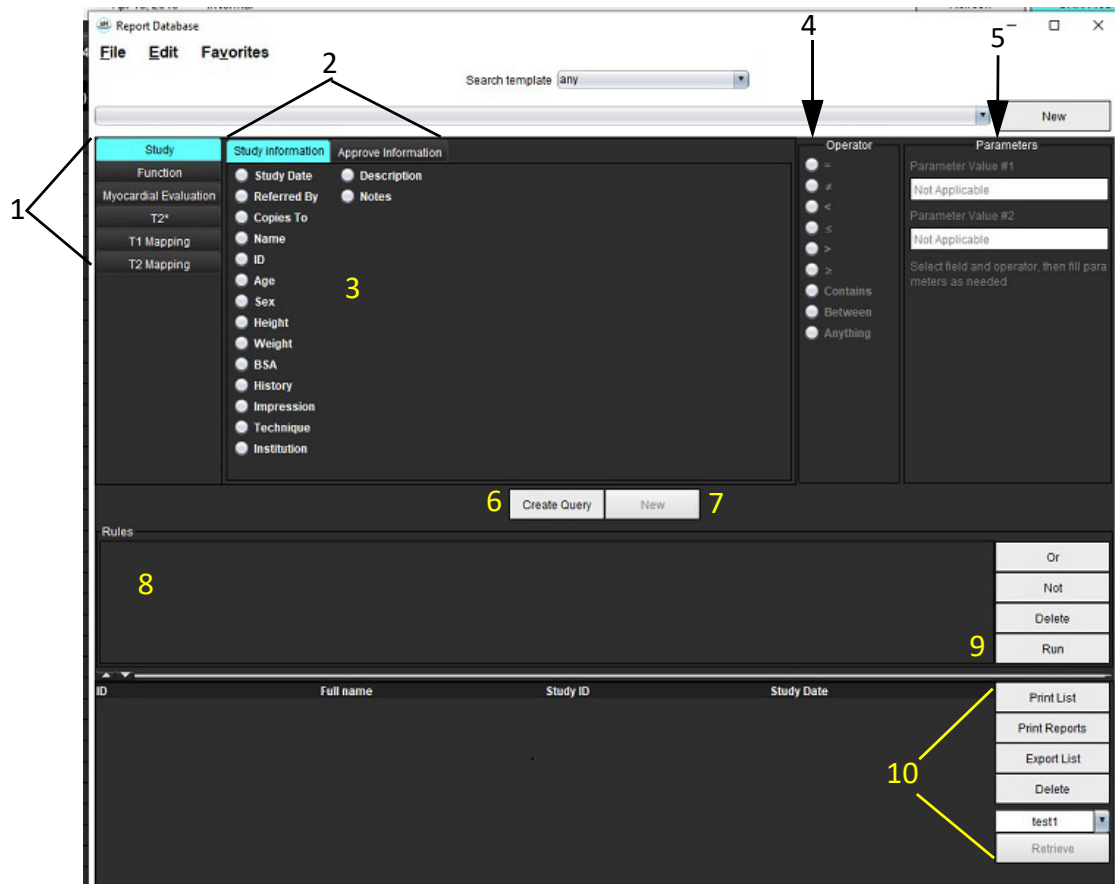 Report Database
4
5
File Edit Favorites
2
Search template any
New
1
Study
Function
Myocardial Evaluation
T2*
T1 Mapping
T2 Mapping
Study information Approve Information
Study Date Description
Referred By Notes
Copies To
Name
ID
Age
Sex
Height
Weight
BSA
History
Impression
Technique
Institution
3
Operator
=
≠
<
≤
>
≥
Contains
Between
Anything
Parameters
Parameter Value #1
Not Applicable
Parameter Value #2
Not Applicable
Select field and operator, then fill para
meters as needed
6 Create Query New 7
Rules
8
Or
Not
Delete
9 Run
ID Full name Study ID Study Date
10
Print List
Print Reports
Export List
Delete
test1
Retrieve